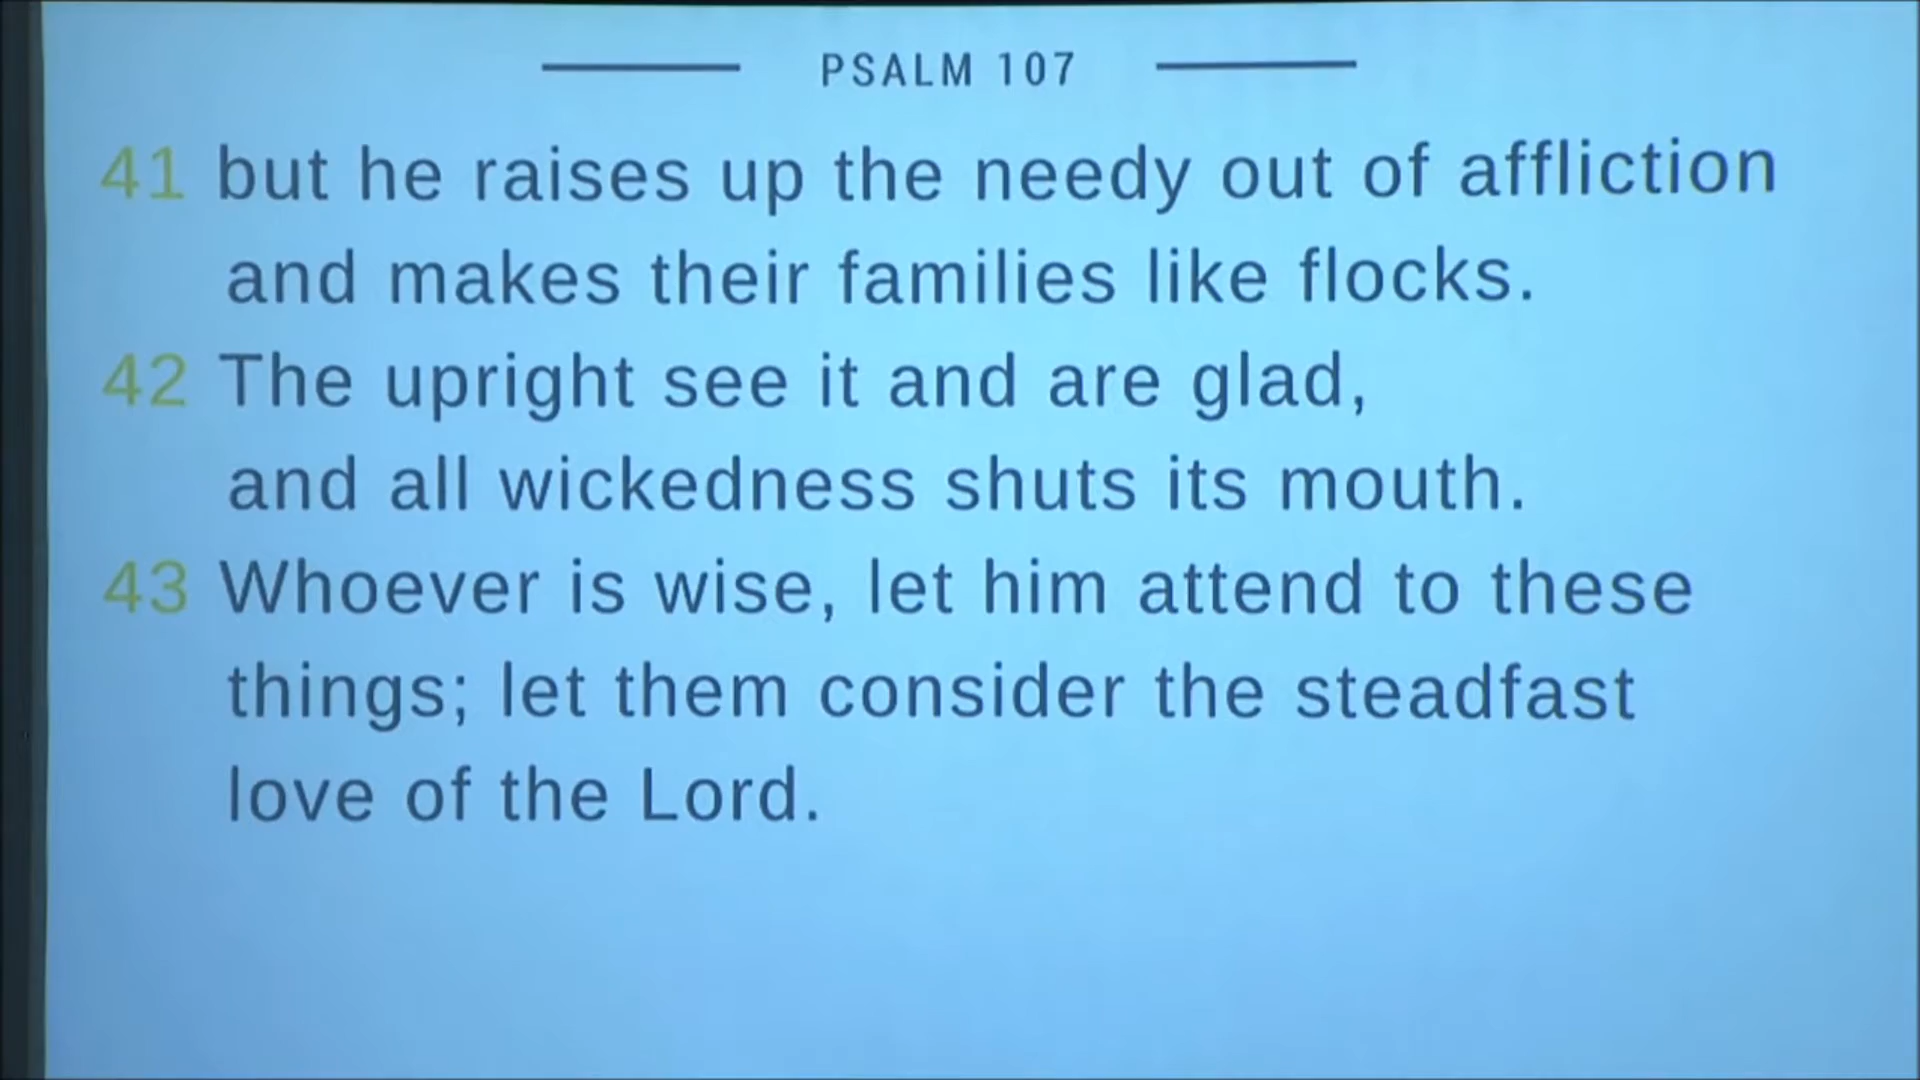 PSALM 107
41 but he raises up the needy out of affliction
and makes their families like flocks.
42 The upright see it and are glad,
and all wickedness shuts its mouth.
43 Whoever is wise, let him attend to these
things; let them consider the steadfast
love of the Lord.